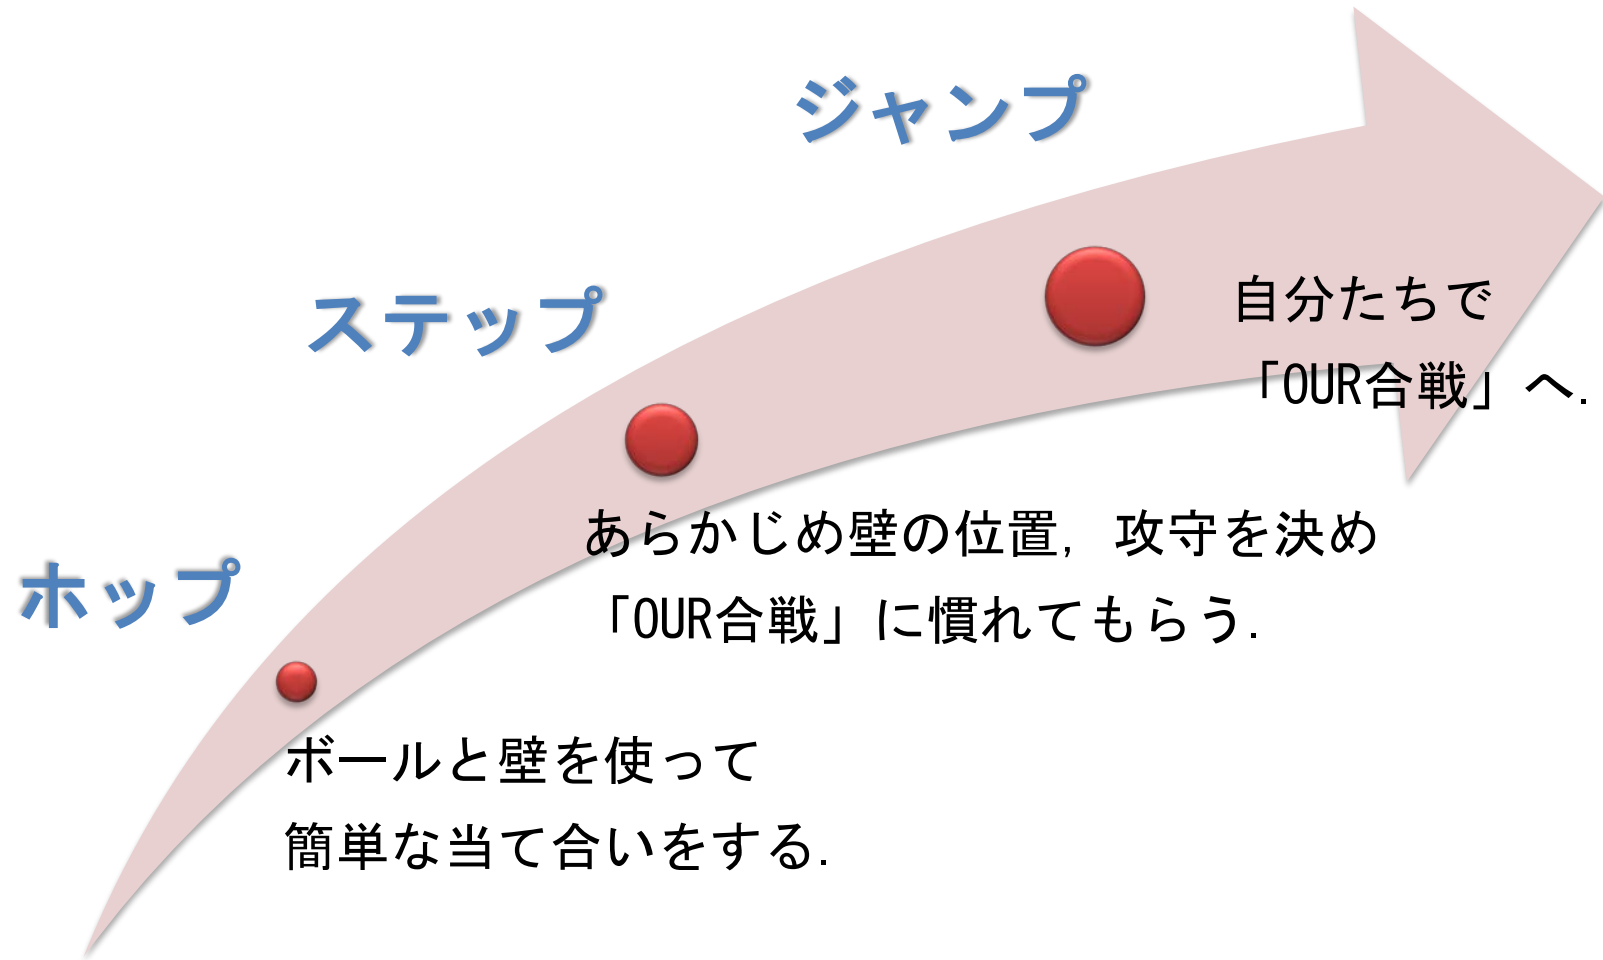 ジャンプ
自分たちで
「OUR合戦」へ.
ステップ
あらかじめ壁の位置, 攻守を決め
「OUR合戦」に慣れてもらう.
ホップ
ボールと壁を使って
簡単な当て合いをする.